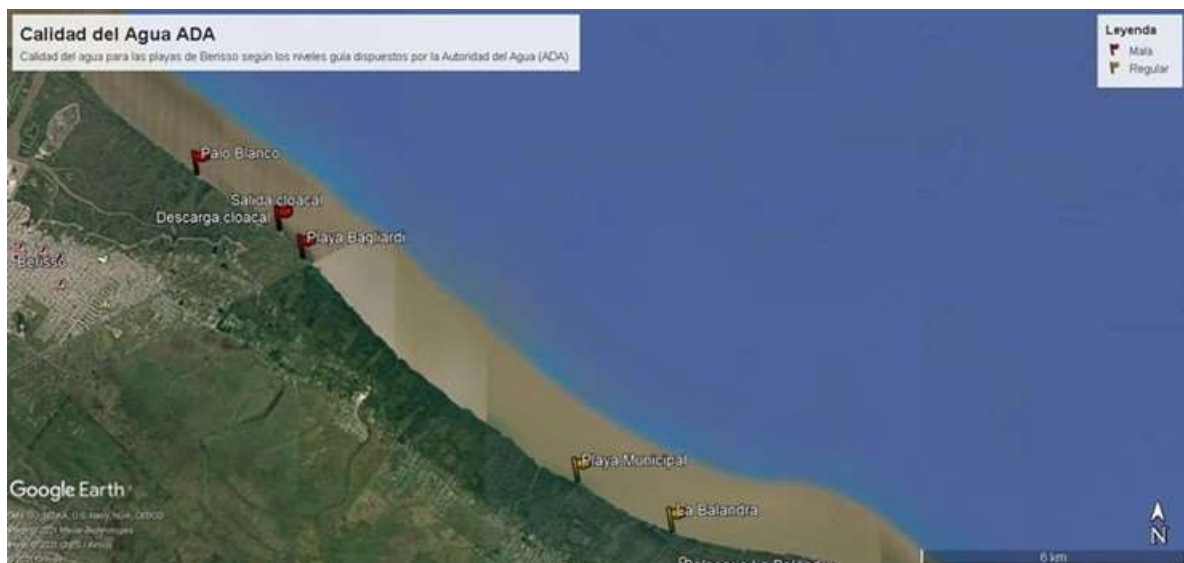 Calidad del Agua ADA
Calidad del agua para las playas de Berisso según los niveles guía dispuestos por la Autoridad del Agua (ADA)
Leyenda
Mala
Regular
Palo Blanco
Salida cloacal
Descarga cloacal
Playa Bagliardi
Berisso
Playa Municipal
La Balandra
Google Earth
N
6 km